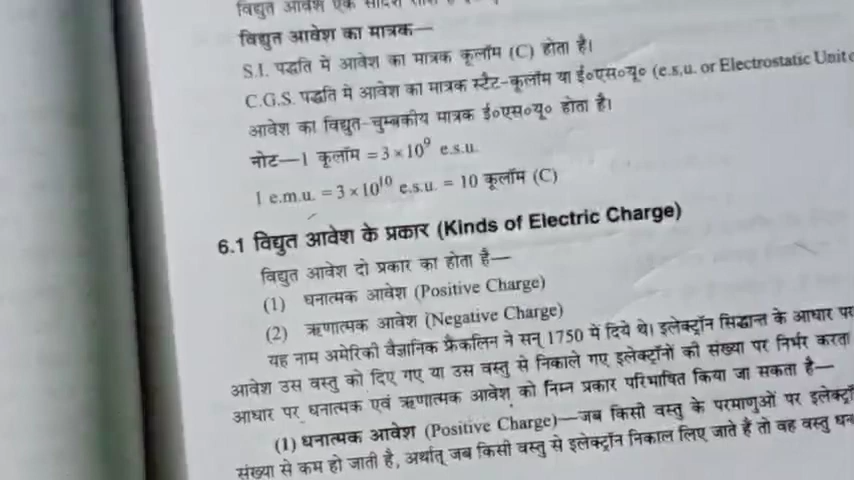 विद्युत आवेश एक सदिश
विद्युत आवेश का मात्रक—
S.I. पद्धति में आवेश का मात्रक कूलॉम (C) होता है।
C.G.S. पद्धति में आवेश का मात्रक स्टैट-कूलॉम या ई०एस०यू० (e.s,u. or Electrostatic Unit
आवेश का विद्युत-चुम्बकीय मात्रक ई०एस०यू० होता है।
नोट—1 कूलॉम = 3 × 10⁹ e.s.u.
1 e.m.u. = 3 × 10¹⁰ e.s.u. = 10 कूलॉम (C)
6.1 विद्युत आवेश के प्रकार (Kinds of Electric Charge)
विद्युत आवेश दो प्रकार का होता है—
(1) धनात्मक आवेश (Positive Charge)
(2) ऋणात्मक आवेश (Negative Charge)
यह नाम अमेरिकी वैज्ञानिक फ्रैंकलिन ने सन् 1750 में दिये थे। इलेक्ट्रॉन सिद्धान्त के आधार पर
आवेश उस वस्तु को दिए गए या उस वस्तु से निकाले गए इलेक्ट्रॉनों की संख्या पर निर्भर करता
आधार पर धनात्मक एवं ऋणात्मक आवेश को निम्न प्रकार परिभाषित किया जा सकता है—
(1) धनात्मक आवेश (Positive Charge)—जब किसी वस्तु के परमाणुओं पर
संख्या से कम हो जाती है, अर्थात् जब किसी वस्तु से इलेक्ट्रॉन निकाल लिए जाते हैं तो वह वस्तु